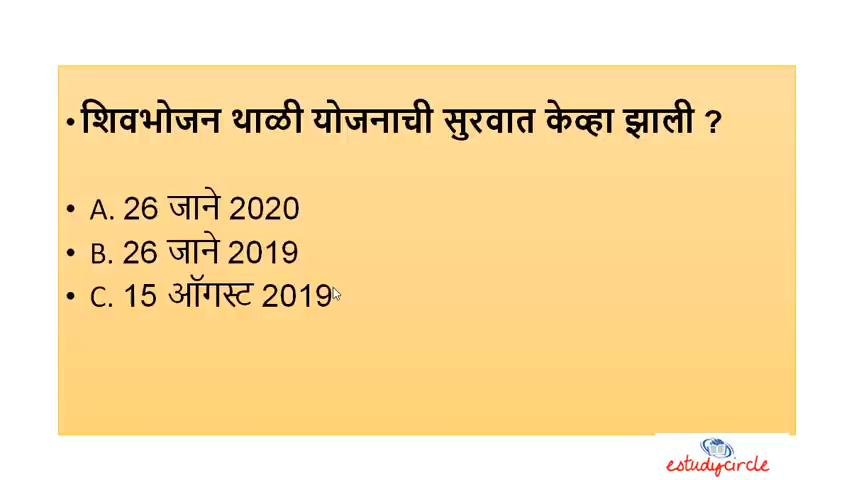 • शिवभोजन थाळी योजनाची सुरवात केव्हा झाली ?
• A. 26 जाने 2020
• B. 26 जाने 2019
• C. 15 ऑगस्ट 2019
estudycircle